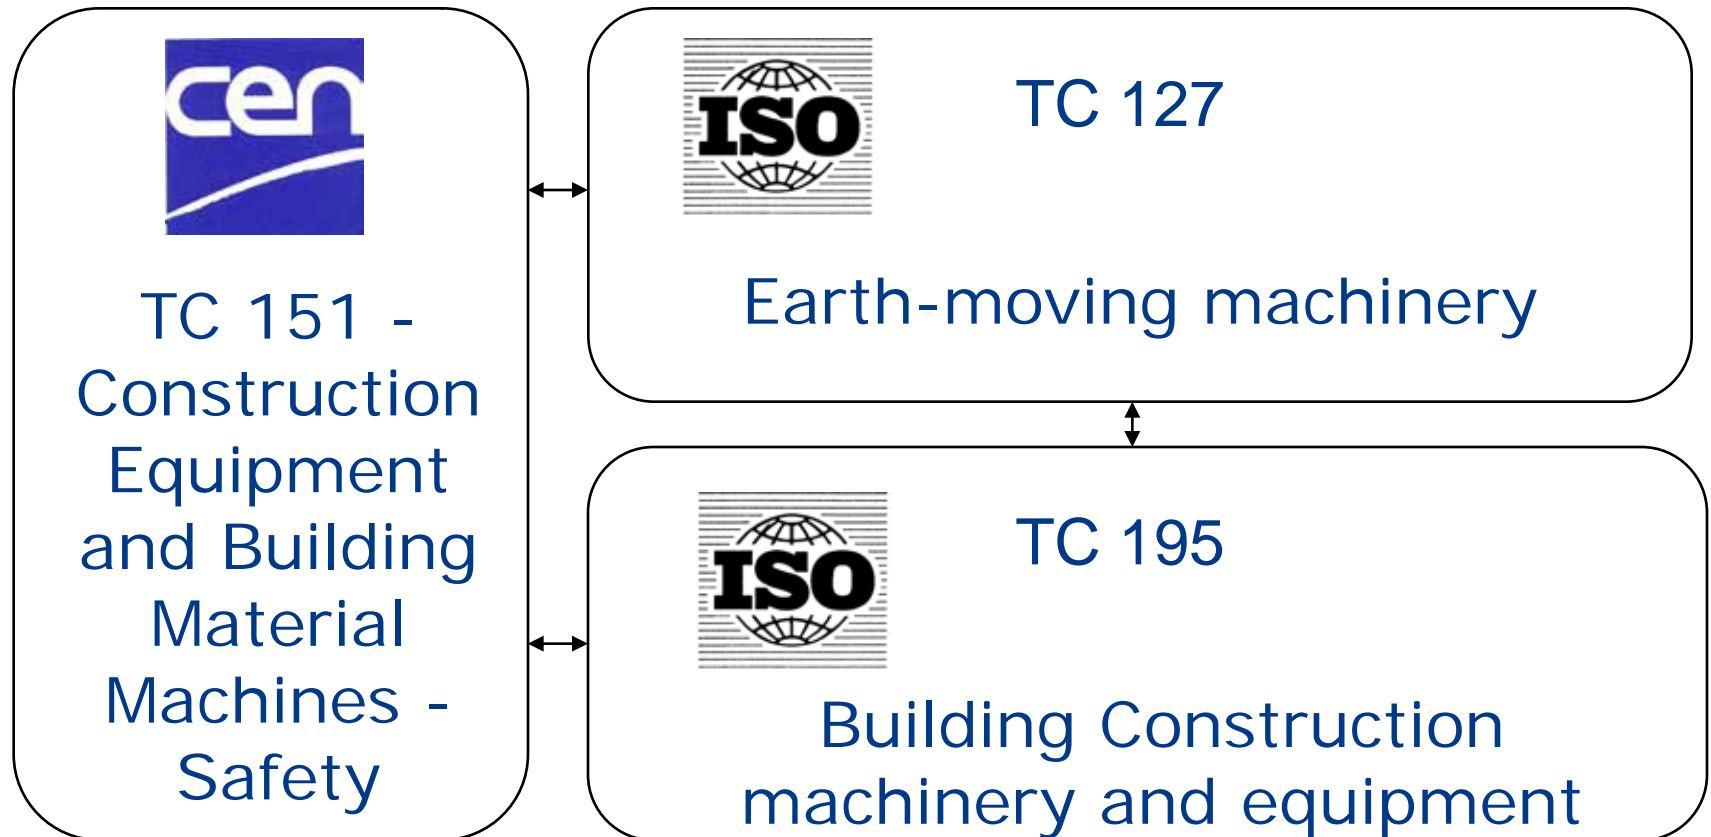 cen
TC 151 -
Construction
Equipment
and Building
Material
Machines -
Safety
ISO
TC 127
Earth-moving machinery
ISO
TC 195
Building Construction
machinery and equipment